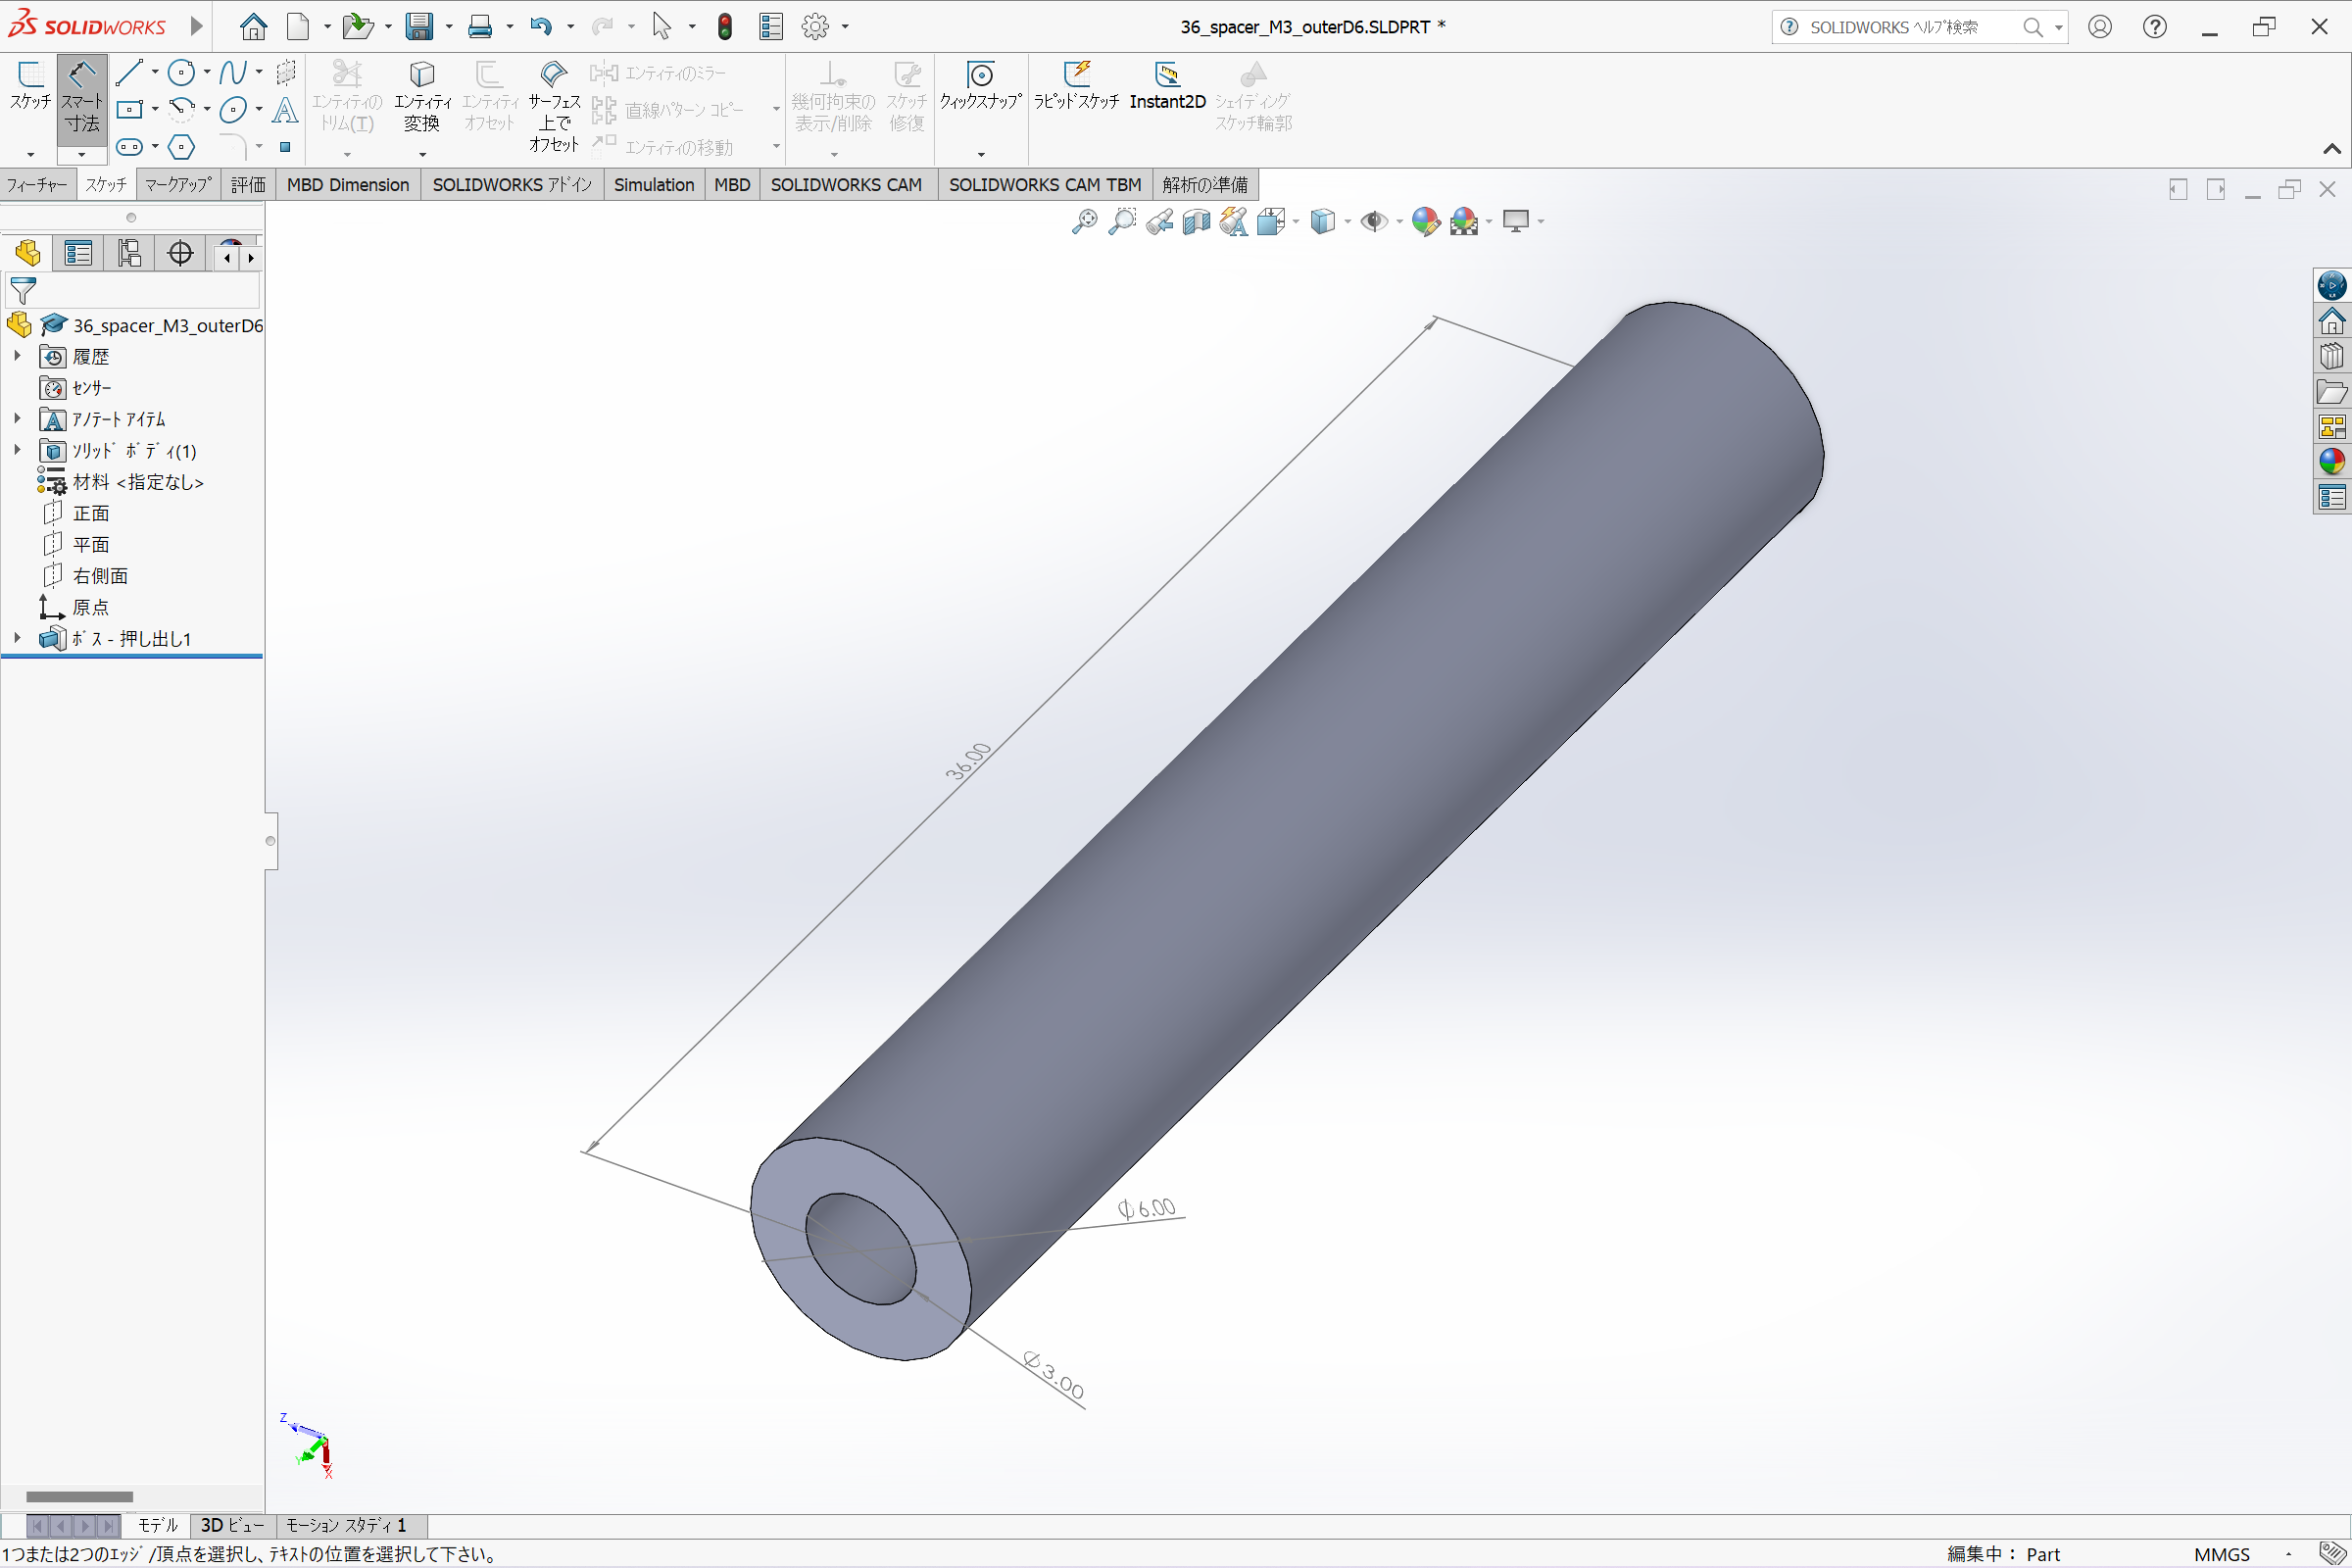 SOLIDWORKS
36_spacer_M3_outerD6.SLDPRT *
SOLIDWORKS ﾍﾙﾌﾟ検索
スケッチ
スマート
寸法
エンティティの
トリム(T)
エンティティ
変換
エンティティ
オフセット
サーフェス
上で
オフセット
エンティティのミラー
直線パターン コピー
エンティティの移動
幾何拘束の
表示/削除
スケッチ
修復
クィックスナップ
ラピッドスケッチ
Instant2D
シェイディング
スケッチ輪郭
フィーチャー
スケッチ
マークアップ
評価
MBD Dimension
SOLIDWORKS アドイン
Simulation
MBD
SOLIDWORKS CAM
SOLIDWORKS CAM TBM
解析の準備
36_spacer_M3_outerD6
履歴
ｾﾝｻｰ
ｱﾉﾃｰﾄ ｱｲﾃﾑ
ｿﾘｯﾄﾞ ﾎﾞﾃﾞｨ(1)
材料 <指定なし>
正面
平面
右側面
原点
ﾎﾞｽ - 押し出し1
36.00
Φ6.00
Φ3.00
Z
Y
X
モデル
3D ビュー
モーション スタディ 1
1つまたは2つのｴｯｼﾞ/頂点を選択し、ﾃｷｽﾄの位置を選択して下さい。
編集中： Part
MMGS